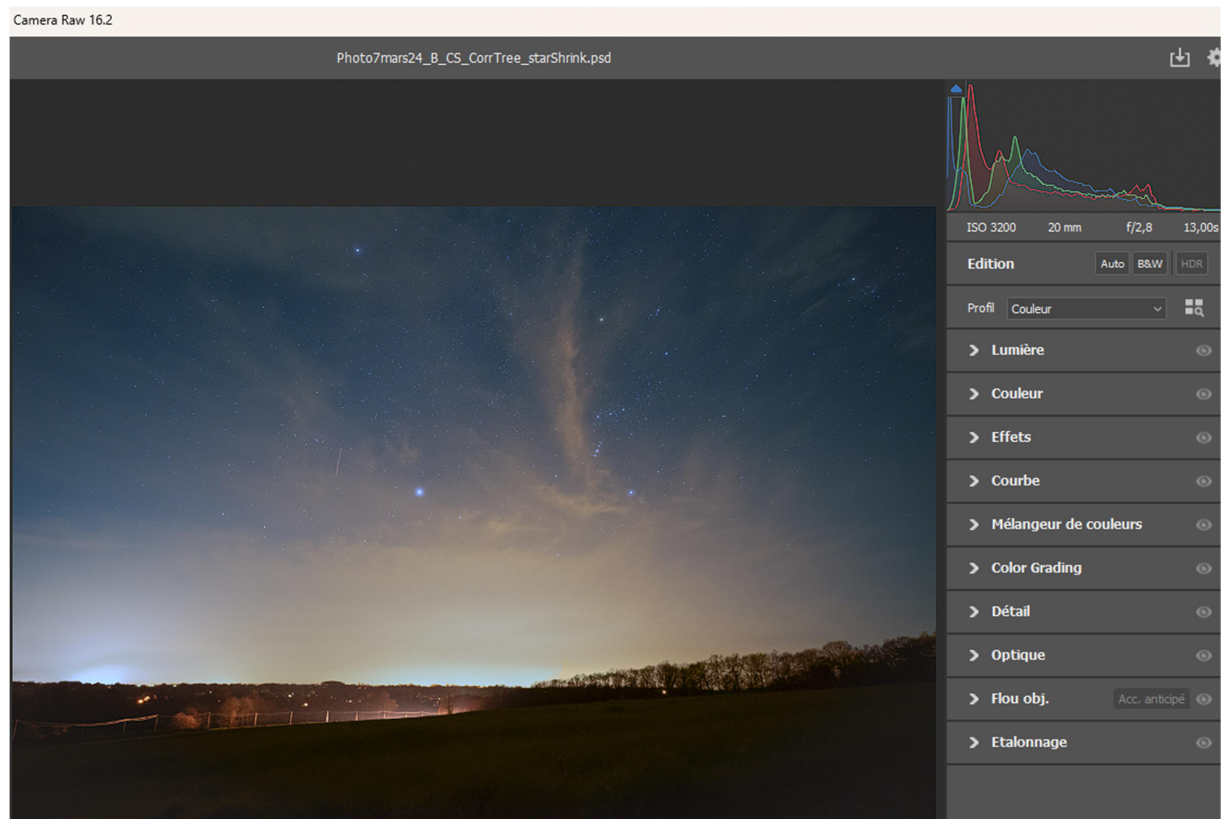 Camera Raw 16.2
Photo7mars24_B_CS_CorrTree_starShrink.psd
ISO 3200 20 mm f/2,8 13,00s
Edition Auto B&W HDR
Profil Couleur
Lumière
Couleur
Effets
Courbe
Mélangeur de couleurs
Color Grading
Détail
Optique
Flou obj. Acc. anticipé
Etalonnage